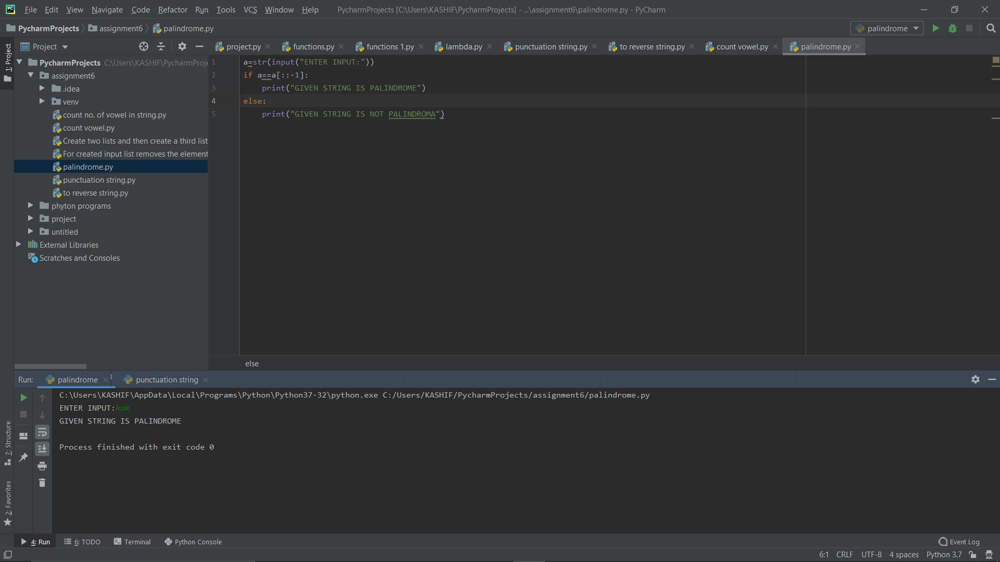 File Edit View Navigate Code Refactor Run Tools VCS Window Help PycharmProjects [C:\Users\KASHIF\PycharmProjects] - ...\assignment6\palindrome.py - PyCharm
PycharmProjects assignment6 palindrome.py palindrome
Project project.py functions.py functions 1.py lambda.py punctuation string.py to reverse string.py count vowel.py palindrome.py
1: Project
PycharmProjects C:\Users\KASHIF\PycharmProje
assignment6
.idea
venv
count no. of vowel in string.py
count vowel.py
Create two lists and then create a third list
For created input list removes the element
palindrome.py
punctuation string.py
to reverse string.py
phyton programs
project
untitled
External Libraries
Scratches and Consoles
1 a=str(input("ENTER INPUT:"))
2 if a==a[::-1]:
3 print("GIVEN STRING IS PALINDROME")
4 else:
5 print("GIVEN STRING IS NOT PALINDROMA")
else
Run: palindrome punctuation string
C:\Users\KASHIF\AppData\Local\Programs\Python\Python37-32\python.exe C:/Users/KASHIF/PycharmProjects/assignment6/palindrome.py
ENTER INPUT:kak
GIVEN STRING IS PALINDROME
Process finished with exit code 0
7: Structure
2: Favorites
4: Run 6: TODO Terminal Python Console Event Log
6:1 CRLF UTF-8 4 spaces Python 3.7